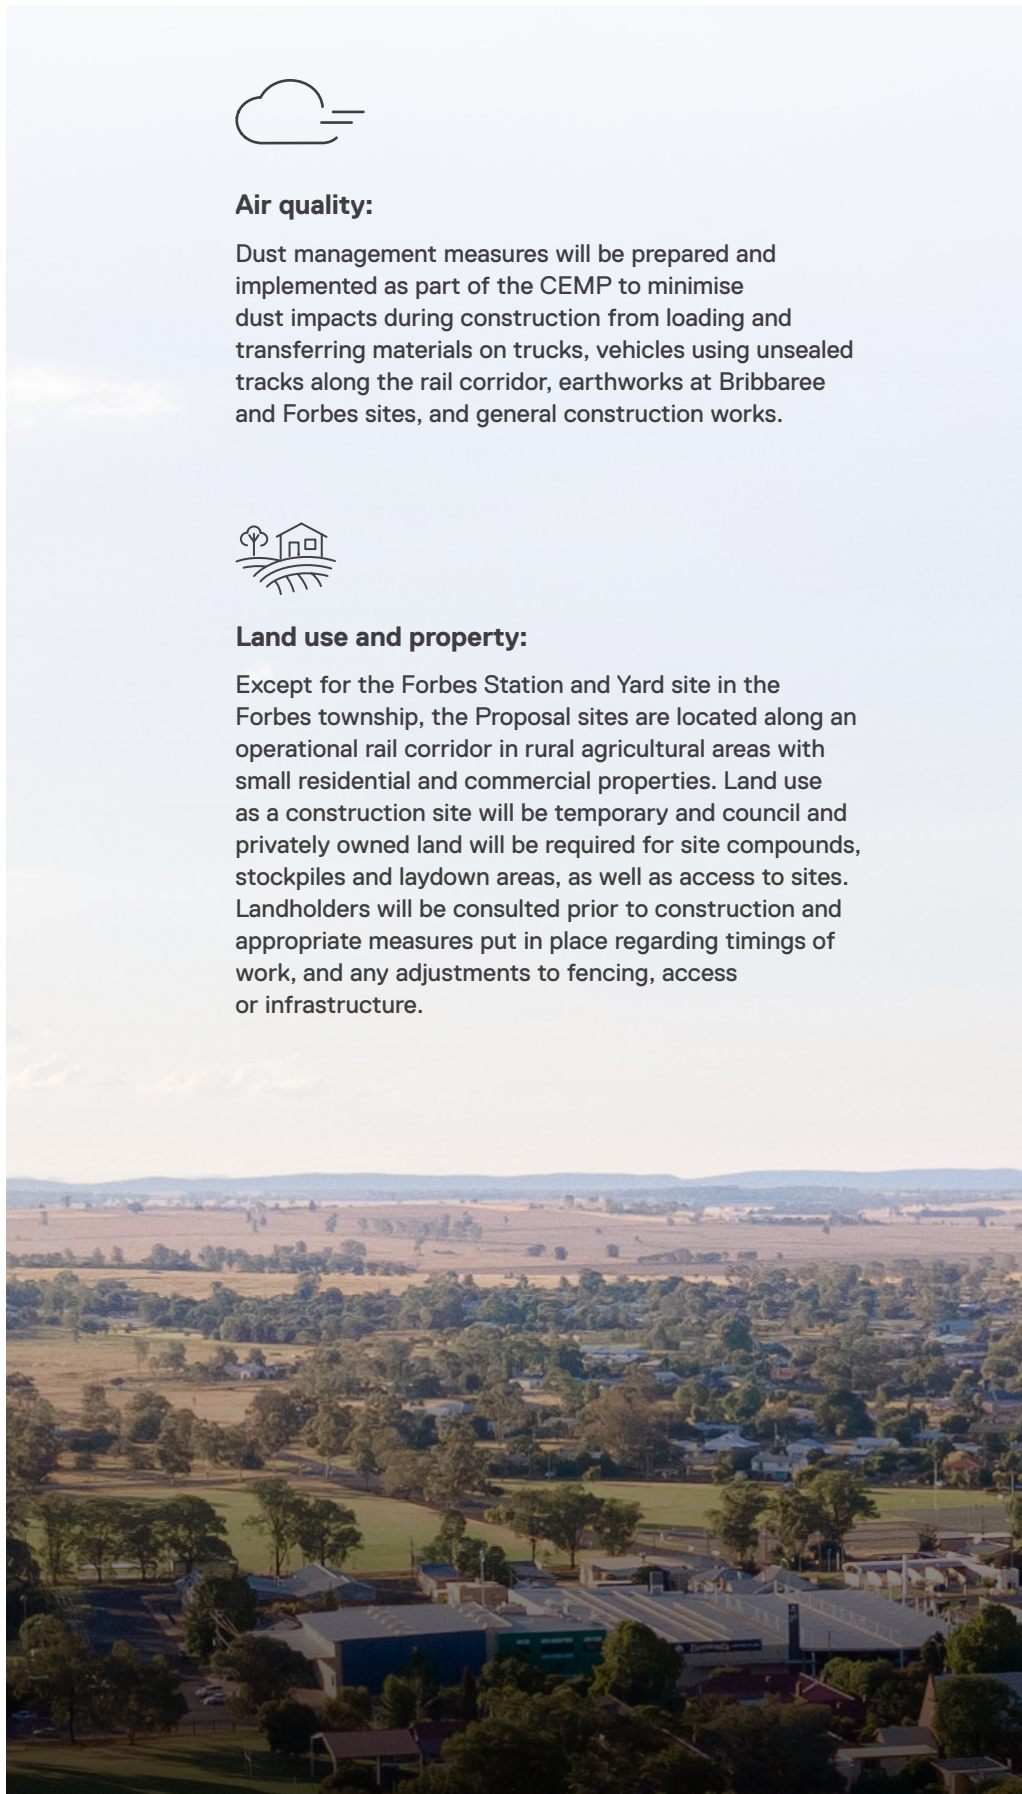 Air quality:
Dust management measures will be prepared and
implemented as part of the CEMP to minimise
dust impacts during construction from loading and
transferring materials on trucks, vehicles using unsealed
tracks along the rail corridor, earthworks at Bribbaree
and Forbes sites, and general construction works.
Land use and property:
Except for the Forbes Station and Yard site in the
Forbes township, the Proposal sites are located along an
operational rail corridor in rural agricultural areas with
small residential and commercial properties. Land use
as a construction site will be temporary and council and
privately owned land will be required for site compounds,
stockpiles and laydown areas, as well as access to sites.
Landholders will be consulted prior to construction and
appropriate measures put in place regarding timings of
work, and any adjustments to fencing, access
or infrastructure.